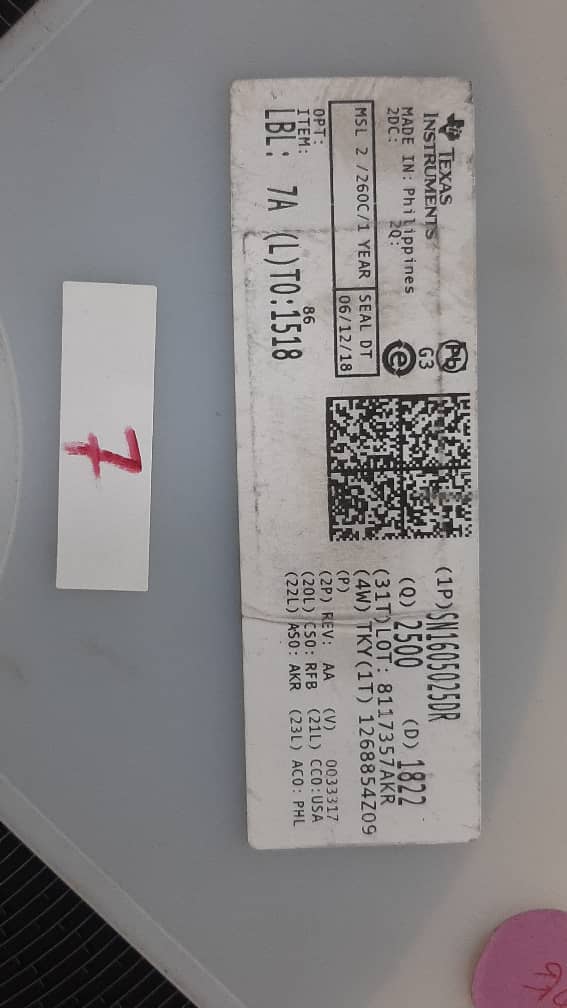 TEXAS
INSTRUMENTS
MADE IN: Philippines
2DC: 2Q:
MSL 2 /260C/1 YEAR SEAL DT
06/12/18
OPT:
ITEM: 86
LBL: 7A (L)TO:1518
Pb
G3
e
(1P)SN1605025DR
(Q) 2500 (D) 1822
(31T)LOT: 8117357AKR
(4W) TKY(1T) 1268854Z09
(P)
(2P) REV: AA (V) 0033317
(20L) CSO: RFB (21L) CCO:USA
(22L) ASO: AKR (23L) ACO: PHL
7